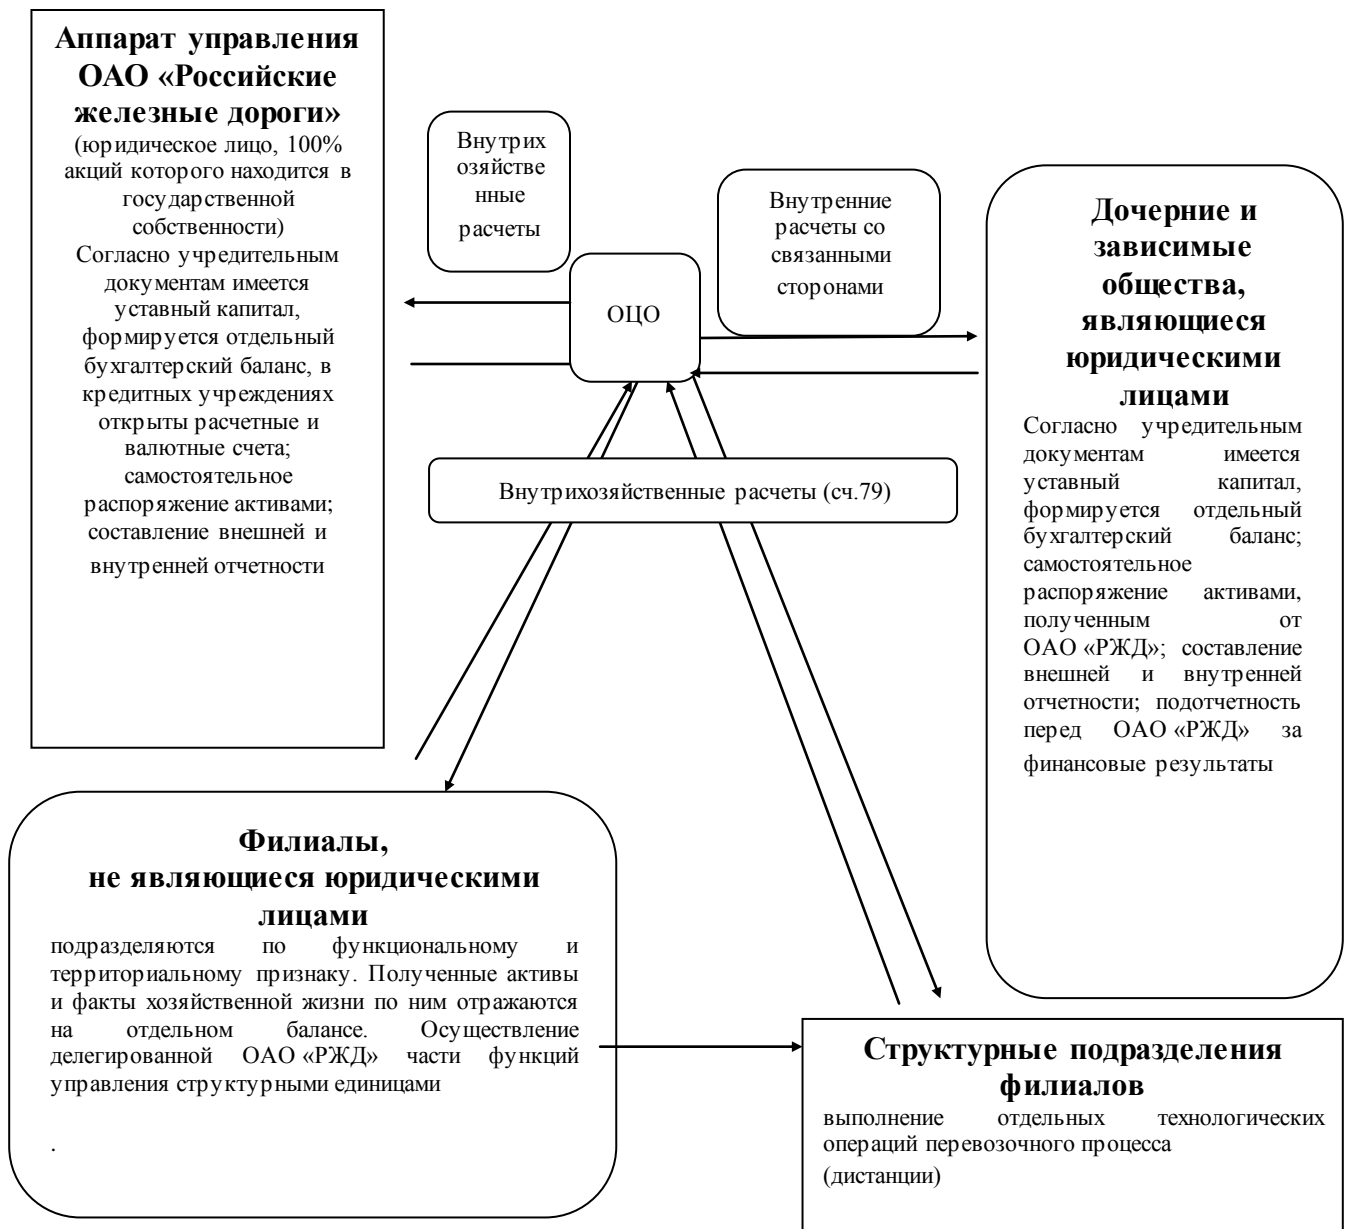 Аппарат управления
ОАО «Российские
железные дороги»
(юридическое лицо, 100%
акций которого находится в
государственной
собственности)
Согласно учредительным
документам имеется
уставный капитал,
формируется отдельный
бухгалтерский баланс, в
кредитных учреждениях
открыты расчетные и
валютные счета;
самостоятельное
распоряжение активами;
составление внешней и
внутренней отчетности
Внутрих
озяйстве
нные
расчеты
Внутренние
расчеты со
связанными
сторонами
ОЦО
Дочерние и
зависимые
общества,
являющиеся
юридическими
лицами
Согласно учредительным
документам имеется
уставный капитал,
формируется отдельный
бухгалтерский баланс;
самостоятельное
распоряжение активами,
полученным от
ОАО «РЖД»; составление
внешней и внутренней
отчетности; подотчетность
перед ОАО «РЖД» за
финансовые результаты
Внутрихозяйственные расчеты (сч.79)
Филиалы,
не являющиеся юридическими
лицами
подразделяются по функциональному и
территориальному признаку. Полученные активы
и факты хозяйственной жизни по ним отражаются
на отдельном балансе. Осуществление
делегированной ОАО «РЖД» части функций
управления структурными единицами
.
Структурные подразделения
филиалов
выполнение отдельных технологических
операций перевозочного процесса
(дистанции)